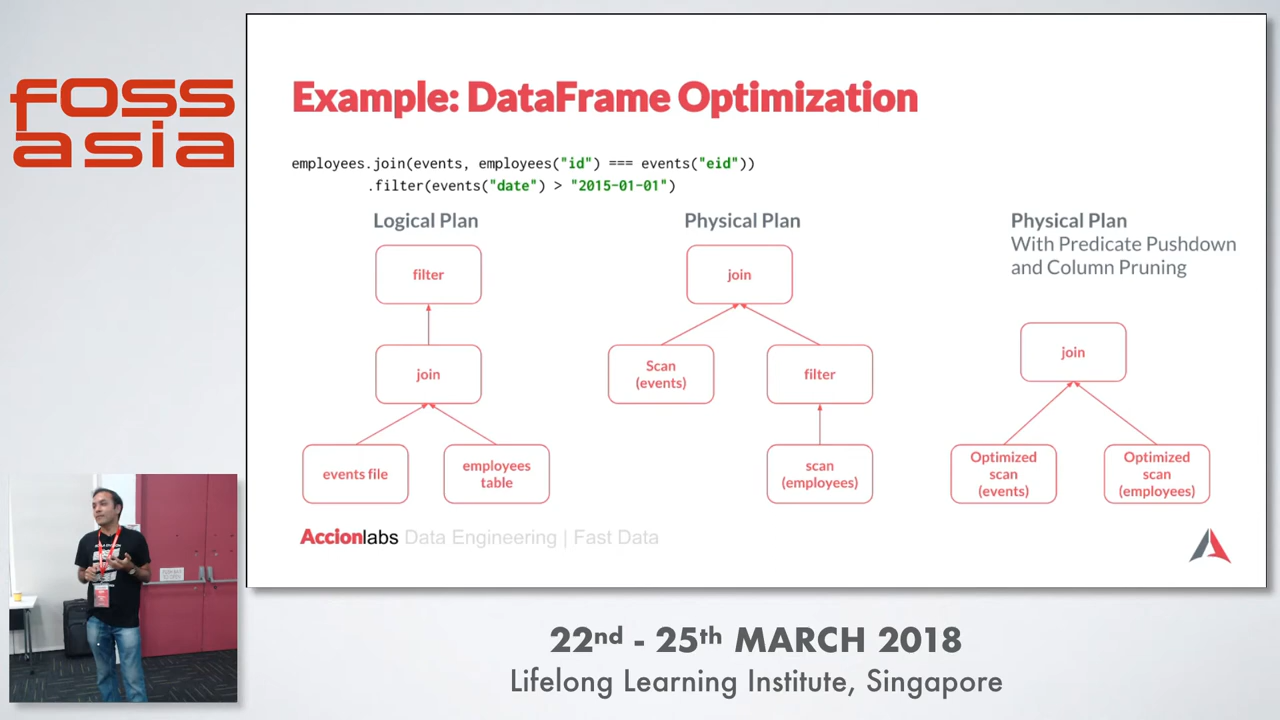 foss
asia
Example: DataFrame Optimization
employees.join(events, employees("id") === events("eid"))
.filter(events("date") > "2015-01-01")
Logical Plan
filter
join
events file
employees
table
Physical Plan
join
Scan
(events)
filter
scan
(employees)
Physical Plan
With Predicate Pushdown
and Column Pruning
join
Optimized
scan
(events)
Optimized
scan
(employees)
Accionlabs Data Engineering | Fast Data
22nd - 25th MARCH 2018
Lifelong Learning Institute, Singapore